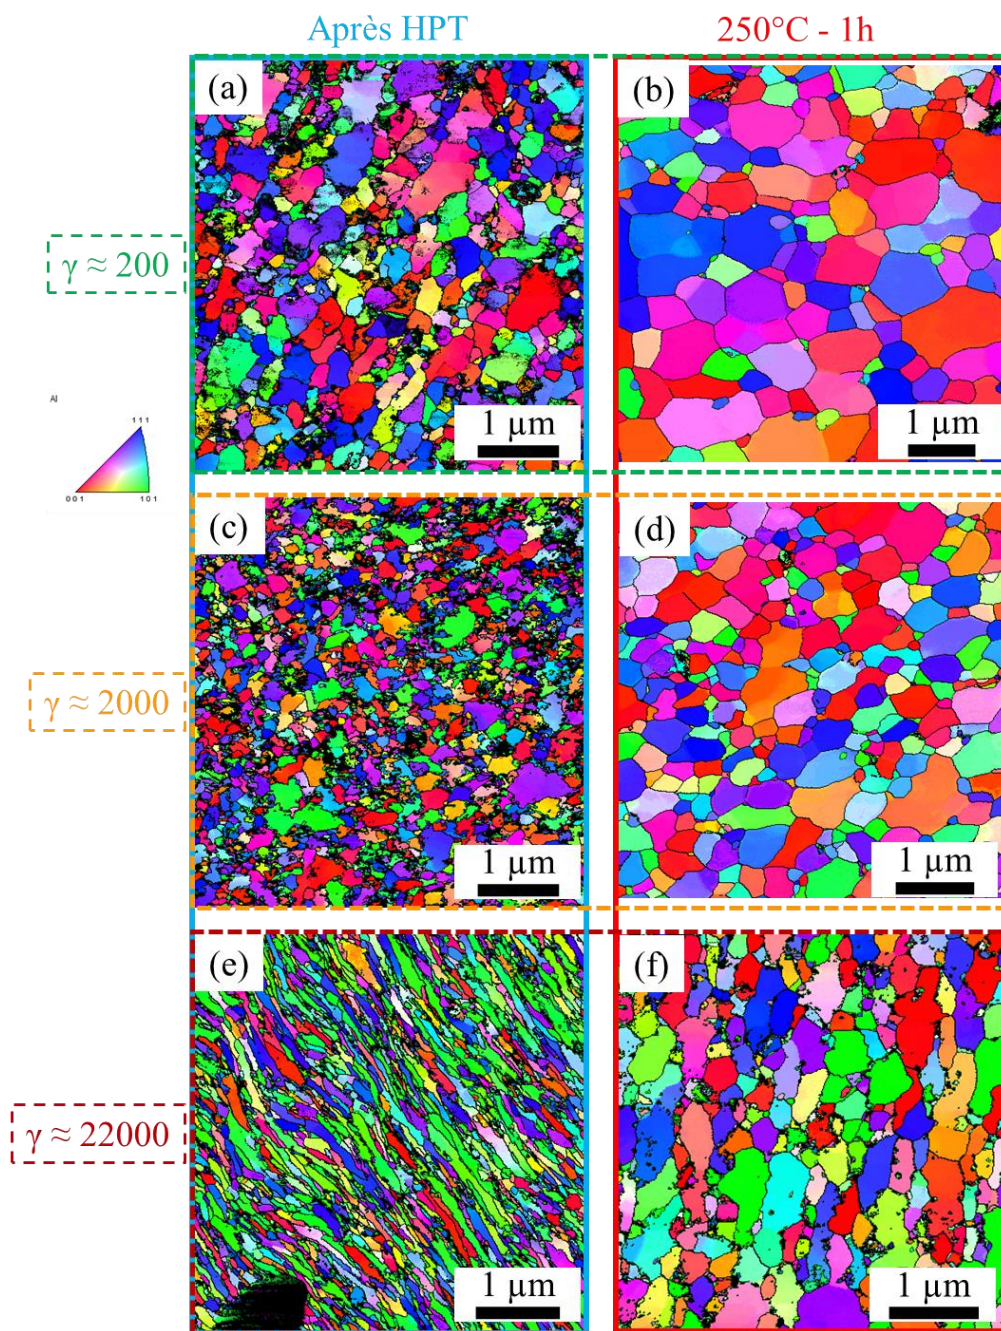 Après HPT
250°C - 1h
(a)
(b)
γ ≈ 200
Al
111
001
101
1 µm
1 µm
(c)
(d)
γ ≈ 2000
1 µm
1 µm
(e)
(f)
γ ≈ 22000
1 µm
1 µm